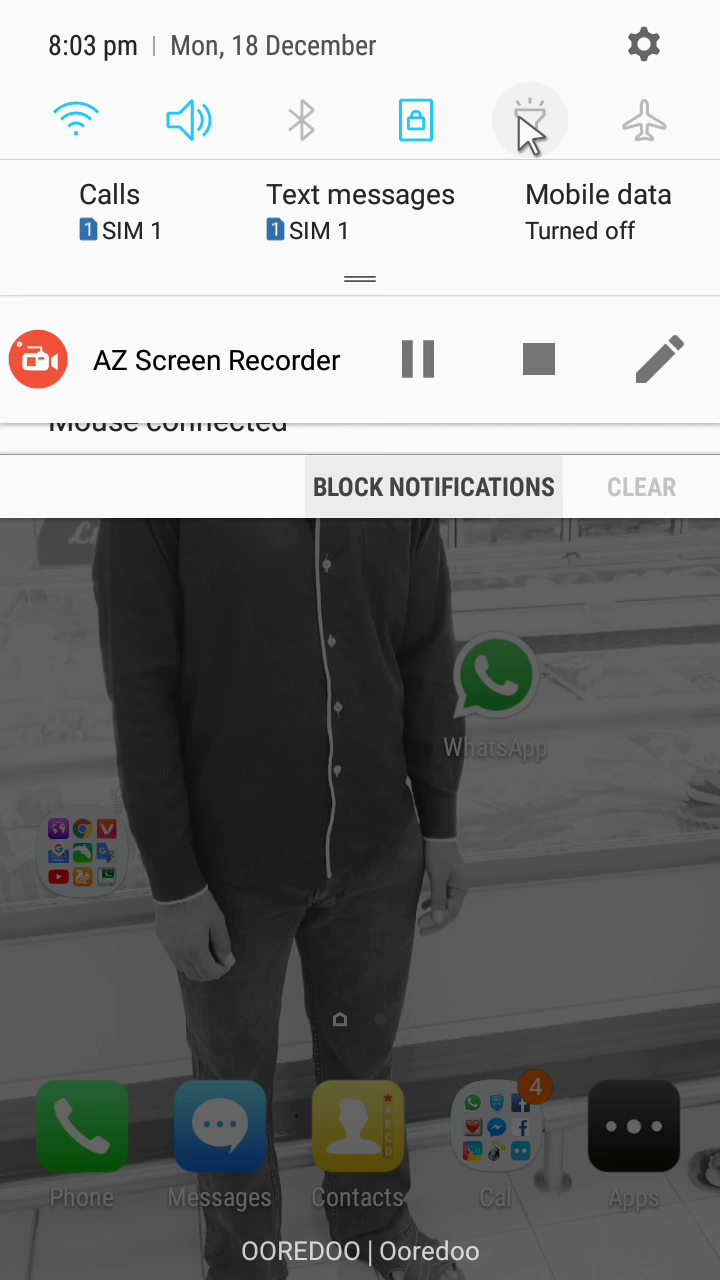 8:03 pm | Mon, 18 December
Calls Text messages Mobile data
1 SIM 1 1 SIM 1 Turned off
AZ Screen Recorder
Mouse connected
BLOCK NOTIFICATIONS CLEAR
WhatsApp
4
Phone Messages Contacts Cal Apps
OOREDOO | Ooredoo